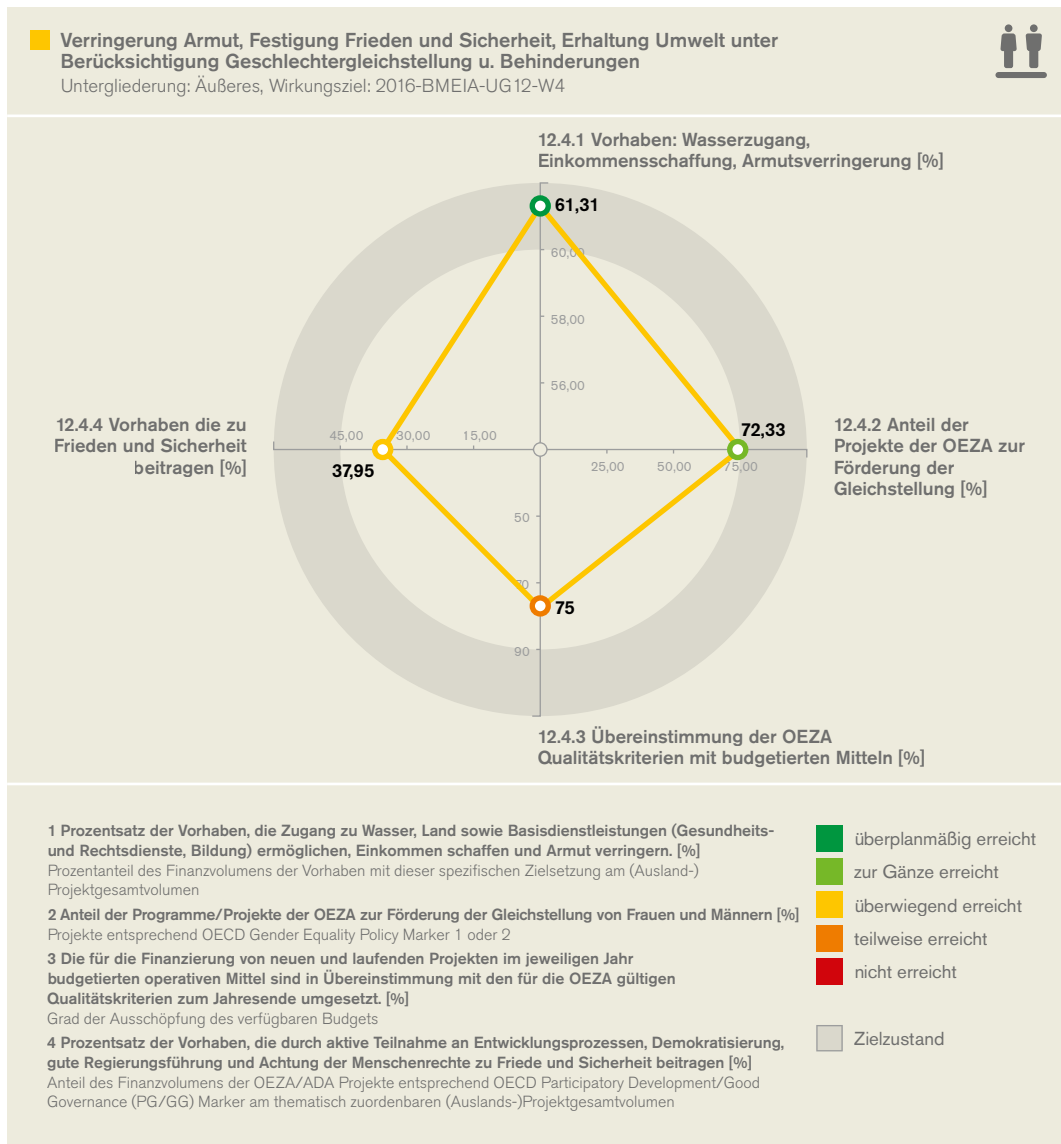 Verringerung Armut, Festigung Frieden und Sicherheit, Erhaltung Umwelt unter
Berücksichtigung Geschlechtergleichstellung u. Behinderungen
Untergliederung: Äußeres, Wirkungsziel: 2016-BMEIA-UG12-W4
12.4.1 Vorhaben: Wasserzugang,
Einkommensschaffung, Armutsverringerung [%]
61,31
60,00
58,00
56,00
12.4.4 Vorhaben die zu
Frieden und Sicherheit
beitragen [%]
45,00 30,00 15,00
37,95
72,33
25,00 50,00 75,00
12.4.2 Anteil der
Projekte der OEZA zur
Förderung der
Gleichstellung [%]
50
70
75
90
12.4.3 Übereinstimmung der OEZA
Qualitätskriterien mit budgetierten Mitteln [%]
1 Prozentsatz der Vorhaben, die Zugang zu Wasser, Land sowie Basisdienstleistungen (Gesundheits-
und Rechtsdienste, Bildung) ermöglichen, Einkommen schaffen und Armut verringern. [%]
Prozentanteil des Finanzvolumens der Vorhaben mit dieser spezifischen Zielsetzung am (Ausland-)
Projektgesamtvolumen
2 Anteil der Programme/Projekte der OEZA zur Förderung der Gleichstellung von Frauen und Männern [%]
Projekte entsprechend OECD Gender Equality Policy Marker 1 oder 2
3 Die für die Finanzierung von neuen und laufenden Projekten im jeweiligen Jahr
budgetierten operativen Mittel sind in Übereinstimmung mit den für die OEZA gültigen
Qualitätskriterien zum Jahresende umgesetzt. [%]
Grad der Ausschöpfung des verfügbaren Budgets
4 Prozentsatz der Vorhaben, die durch aktive Teilnahme an Entwicklungsprozessen, Demokratisierung,
gute Regierungsführung und Achtung der Menschenrechte zu Friede und Sicherheit beitragen [%]
Anteil des Finanzvolumens der OEZA/ADA Projekte entsprechend OECD Participatory Development/Good
Governance (PG/GG) Marker am thematisch zuordenbaren (Auslands-)Projektgesamtvolumen
überplanmäßig erreicht
zur Gänze erreicht
überwiegend erreicht
teilweise erreicht
nicht erreicht
Zielzustand